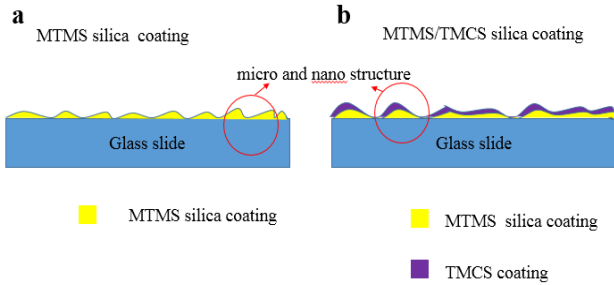 a
MTMS silica coating
b
MTMS/TMCS silica coating
micro and nano structure
Glass slide
Glass slide
MTMS silica coating
MTMS silica coating
TMCS coating